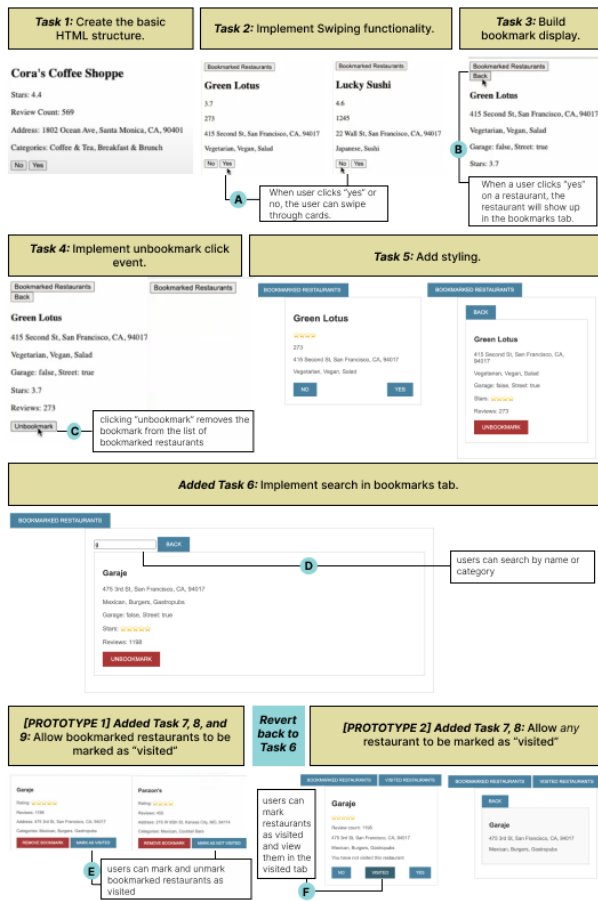 Task 1: Create the basic
HTML structure.
Task 2: Implement Swiping functionality.
Task 3: Build
bookmark display.
Cora's Coffee Shoppe
Stars: 4.4
Review Count: 569
Address: 1802 Ocean Ave, Santa Monica, CA, 90401
Categories: Coffee & Tea, Breakfast & Brunch
No Yes
Bookmarked Restaurants
Green Lotus
3.7
273
415 Second St, San Francisco, CA, 94017
Vegetarian, Vegan, Salad
No Yes
Bookmarked Restaurants
Lucky Sushi
4.6
1245
22 Wall St, San Francisco, CA, 94017
Japanese, Sushi
No Yes
A
When user clicks "yes" or
no, the user can swipe
through cards.
Bookmarked Restaurants
Back
Green Lotus
415 Second St, San Francisco, CA, 94017
Vegetarian, Vegan, Salad
Garage: false, Street: true
Stars: 3.7
B
When a user clicks "yes"
on a restaurant, the
restaurant will show up
in the bookmarks tab.
Task 4: Implement unbookmark click
event.
Task 5: Add styling.
Bookmarked Restaurants
Back
Green Lotus
415 Second St, San Francisco, CA, 94017
Vegetarian, Vegan, Salad
Garage: false, Street: true
Stars: 3.7
Reviews: 273
Unbookmark
Bookmarked Restaurants
C
clicking "unbookmark" removes the
bookmark from the list of
bookmarked restaurants
BOOKMARKED RESTAURANTS
Green Lotus
273
415 Second St, San Francisco, CA, 94017
Vegetarian, Vegan, Salad
NO YES
BOOKMARKED RESTAURANTS
BACK
Green Lotus
415 Second St, San Francisco, CA,
94017
Vegetarian, Vegan, Salad
Garage: false, Street: true
Stars:
Reviews: 273
UNBOOKMARK
Added Task 6: Implement search in bookmarks tab.
BOOKMARKED RESTAURANTS
BACK
Garaje
475 3rd St, San Francisco, CA, 94017
Mexican, Burgers, Gastropubs
Garage: false, Street: true
Stars:
Reviews: 1198
UNBOOKMARK
D
users can search by name or
category
[PROTOTYPE 1] Added Task 7, 8, and
9: Allow bookmarked restaurants to be
marked as "visited"
Revert
back to
Task 6
[PROTOTYPE 2] Added Task 7, 8: Allow any
restaurant to be marked as "visited"
Garaje
Rating:
Reviews: 1198
Address: 475 3rd St, San Francisco, CA, 94017
Categories: Mexican, Burgers, Gastropubs
REMOVE BOOKMARK MARK AS VISITED
Panzon's
Rating:
Categories: Mexican, Cocktail Bars
REMOVE BOOKMARK MARK AS NOT VISITED
E
users can mark and unmark
bookmarked restaurants as
visited
users can
mark
restaurants
as visited
and view
them in the
visited tab
F
BOOKMARKED RESTAURANTS VISITED RESTAURANTS
Garaje
Review count: 1198
475 3rd St, San Francisco, CA, 94017
Mexican, Burgers, Gastropubs
You have not visited this restaurant
NO VISITED YES
BOOKMARKED RESTAURANTS VISITED RESTAURANTS
BACK
Garaje
475 3rd St, San Francisco, CA, 94017
Mexican, Burgers, Gastropubs